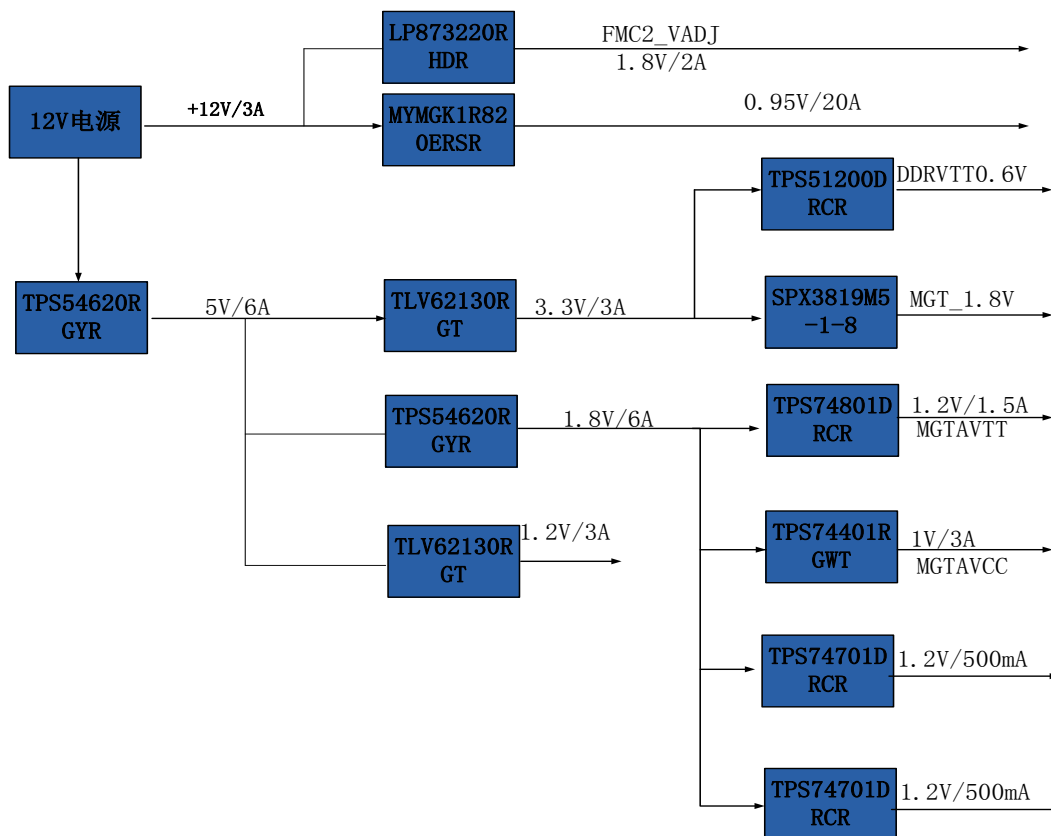 LP873220R
HDR
FMC2_VADJ
1.8V/2A
12V电源
+12V/3A
MYMGK1R82
0ERSR
0.95V/20A
TPS51200D
RCR
DDRVTT0.6V
TPS54620R
GYR
5V/6A
TLV62130R
GT
3.3V/3A
SPX3819M5
-1-8
MGT_1.8V
TPS54620R
GYR
1.8V/6A
TPS74801D
RCR
1.2V/1.5A
MGTAVTT
TLV62130R
GT
1.2V/3A
TPS74401R
GWT
1V/3A
MGTAVCC
TPS74701D
RCR
1.2V/500mA
TPS74701D
RCR
1.2V/500mA